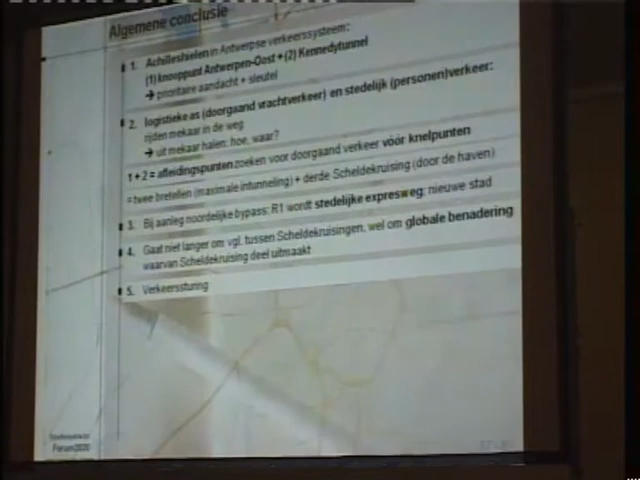 Algemene conclusie
1. Achilleshielen in Antwerpse verkeerssysteem:
(1) knooppunt Antwerpen-Oost + (2) Kennedytunnel
→ prioritaire aandacht + sleutel
2. logistieke as (doorgaand vrachtverkeer) en stedelijk (personen)verkeer:
rijden mekaar in de weg
→ uit mekaar halen: hoe, waar?
1 + 2 = afleidingspunten zoeken voor doorgaand verkeer vóór knelpunten
= twee bretellen (maximale intunneling) + derde Scheldekruising (door de haven)
3. Bij aanleg noordelijke bypass: R1 wordt stedelijke expresweg: nieuwe stad
4. Gaat niet langer om vgl. tussen Scheldekruisingen, wel om globale benadering
waarvan Scheldekruising deel uitmaakt
5. Verkeerssturing
Forum2020